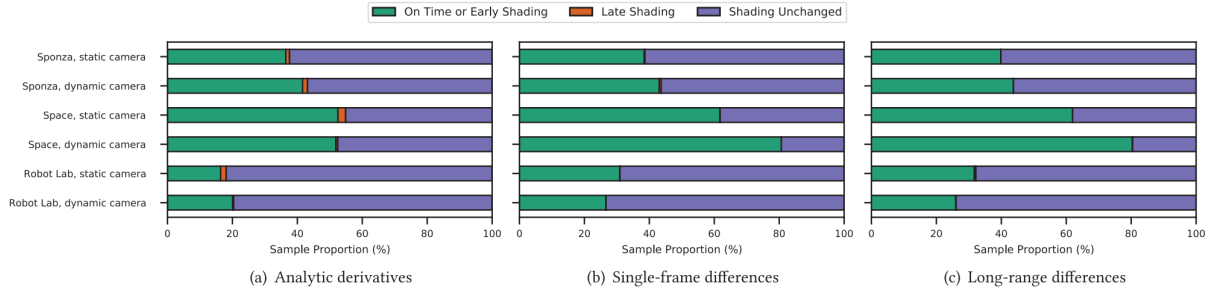 On Time or Early Shading Late Shading Shading Unchanged
Sponza, static camera
Sponza, dynamic camera
Space, static camera
Space, dynamic camera
Robot Lab, static camera
Robot Lab, dynamic camera
0 20 40 60 80 100
Sample Proportion (%)
(a) Analytic derivatives
0 20 40 60 80 100
Sample Proportion (%)
(b) Single-frame differences
0 20 40 60 80 100
Sample Proportion (%)
(c) Long-range differences